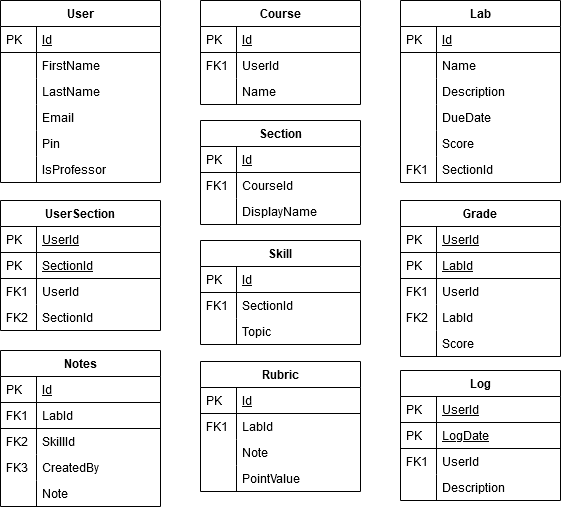 User
PK Id
FirstName
LastName
Email
Pin
IsProfessor
Course
PK Id
FK1 UserId
Name
Lab
PK Id
Name
Description
DueDate
Score
FK1 SectionId
Section
PK Id
FK1 CourseId
DisplayName
UserSection
PK UserId
PK SectionId
FK1 UserId
FK2 SectionId
Skill
PK Id
FK1 SectionId
Topic
Grade
PK UserId
PK LabId
FK1 UserId
FK2 LabId
Score
Notes
PK Id
FK1 LabId
FK2 SkillId
FK3 CreatedBy
Note
Rubric
PK Id
FK1 LabId
Note
PointValue
Log
PK UserId
PK LogDate
FK1 UserId
Description